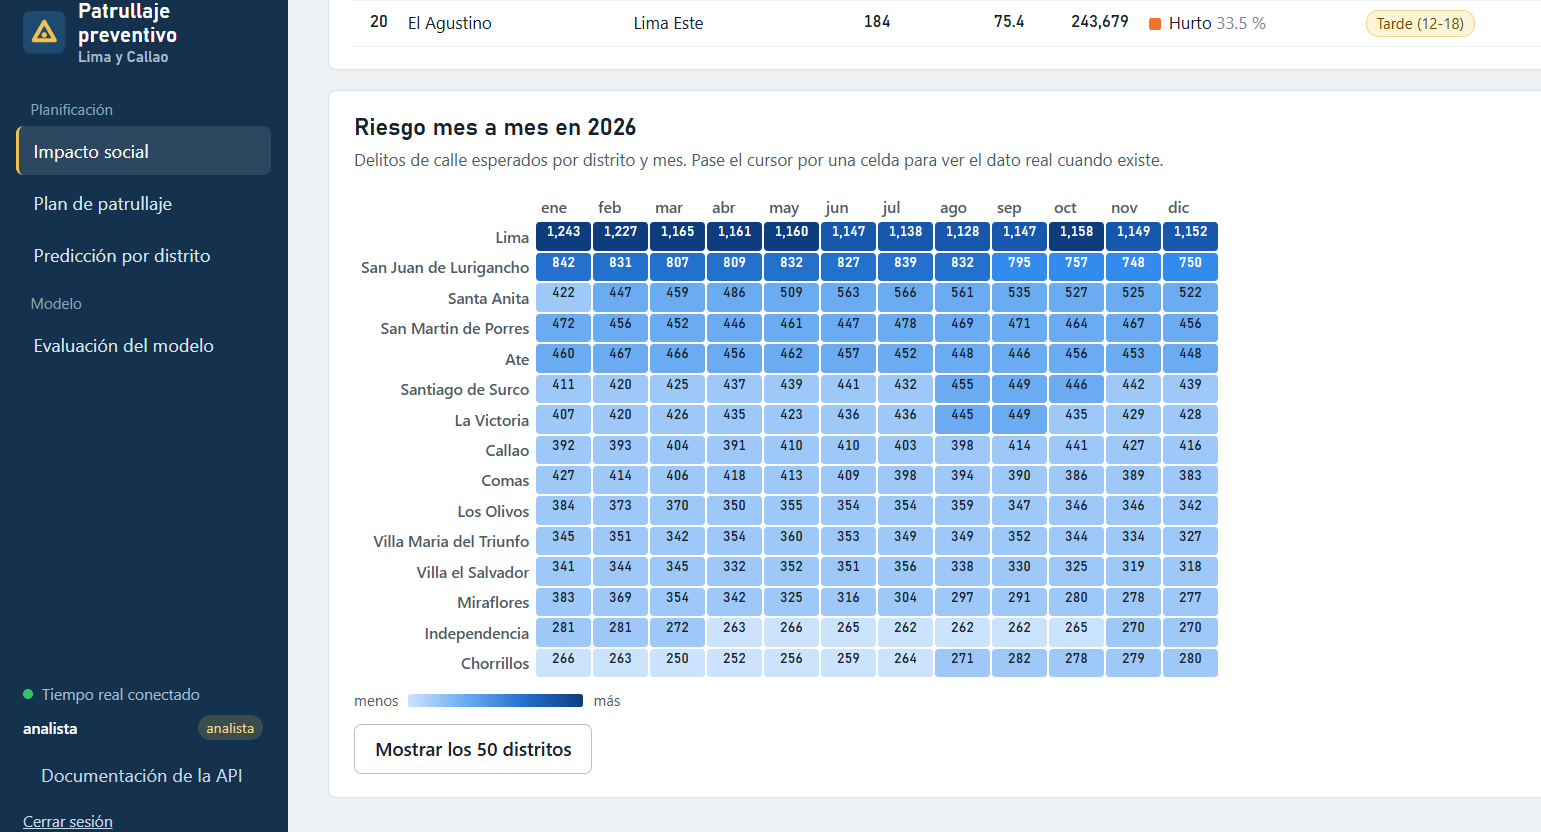 Patrullaje
preventivo
Lima y Callao
Planificación
Impacto social
Plan de patrullaje
Predicción por distrito
Modelo
Evaluación del modelo
Tiempo real conectado
analista analista
Documentación de la API
Cerrar sesión
20 El Agustino Lima Este 184 75.4 243,679 Hurto 33.5 % Tarde (12-18)
Riesgo mes a mes en 2026
Delitos de calle esperados por distrito y mes. Pase el cursor por una celda para ver el dato real cuando existe.
ene feb mar abr may jun jul ago sep oct nov dic
Lima 1,243 1,227 1,165 1,161 1,160 1,147 1,138 1,128 1,147 1,158 1,149 1,152
San Juan de Lurigancho 842 831 807 809 832 827 839 832 795 757 748 750
Santa Anita 422 447 459 486 509 563 566 561 535 527 525 522
San Martin de Porres 472 456 452 446 461 447 478 469 471 464 467 456
Ate 460 467 466 456 462 457 452 448 446 456 453 448
Santiago de Surco 411 420 425 437 439 441 432 455 449 446 442 439
La Victoria 407 420 426 435 423 436 436 445 449 435 429 428
Callao 392 393 404 391 410 410 403 398 414 441 427 416
Comas 427 414 406 418 413 409 398 394 390 386 389 383
Los Olivos 384 373 370 350 355 354 354 359 347 346 346 342
Villa Maria del Triunfo 345 351 342 354 360 353 349 349 352 344 334 327
Villa el Salvador 341 344 345 332 352 351 356 338 330 325 319 318
Miraflores 383 369 354 342 325 316 304 297 291 280 278 277
Independencia 281 281 272 263 266 265 262 262 262 265 270 270
Chorrillos 266 263 250 252 256 259 264 271 282 278 279 280
menos más
Mostrar los 50 distritos